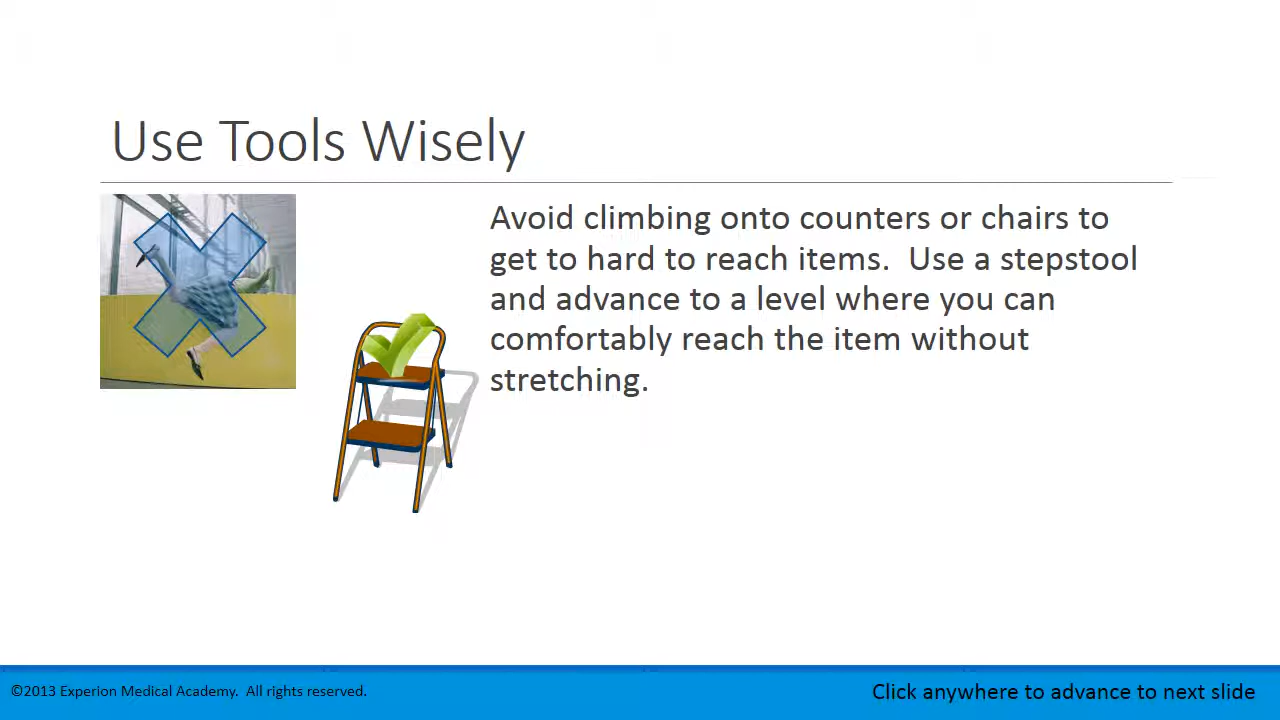 Use Tools Wisely
Avoid climbing onto counters or chairs to
get to hard to reach items.  Use a stepstool
and advance to a level where you can
comfortably reach the item without
stretching.
©2013 Experion Medical Academy.  All rights reserved.
Click anywhere to advance to next slide